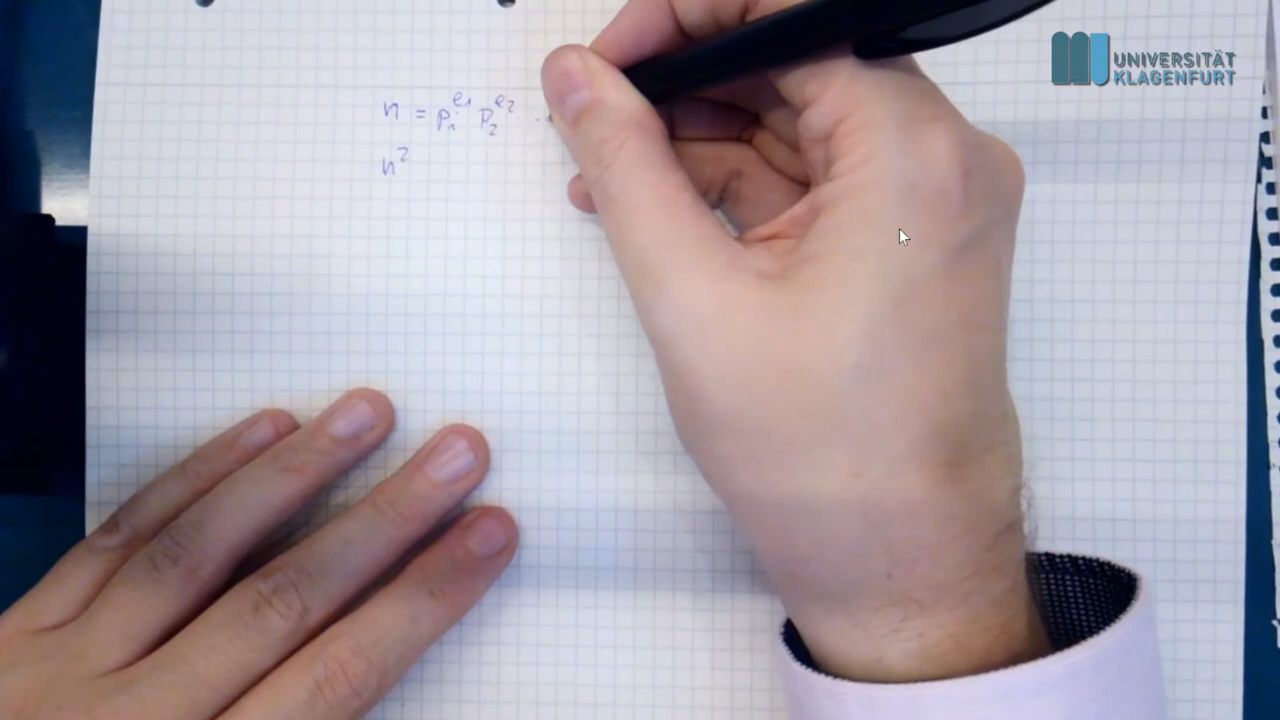 UNIVERSITÄT
KLAGENFURT
n = p₁^e₁ p₂^e₂ ..
n²